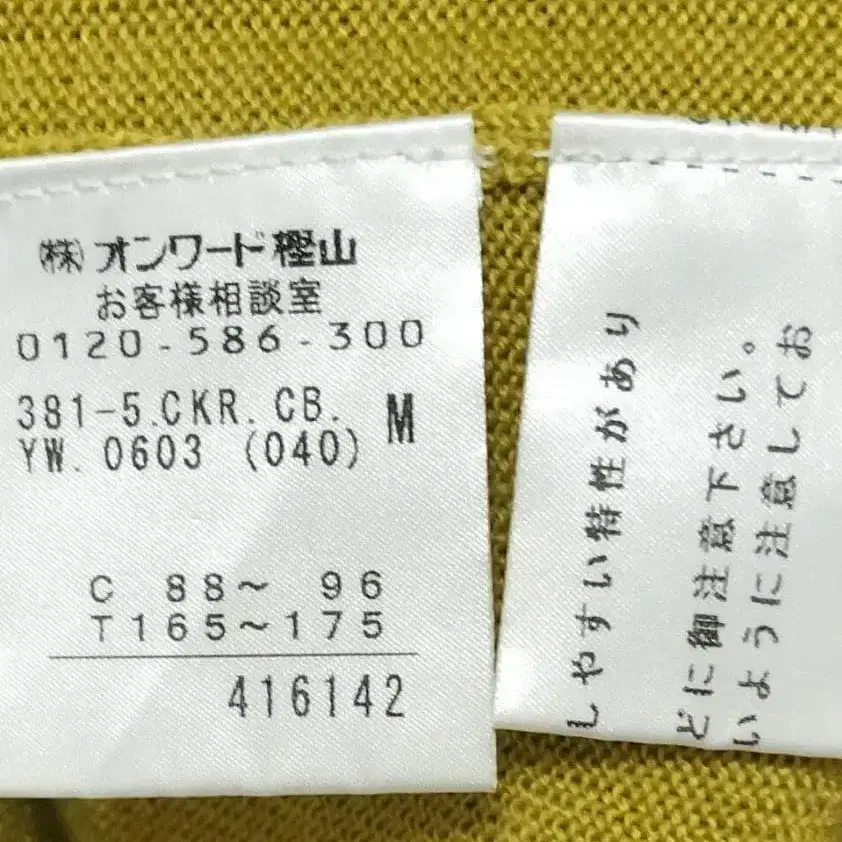 ㈱オンワード樫山
お客様相談室
0120-586-300
381-5.CKR.CB.
YW.0603 (040)
M
C 88～ 96
T165～175
416142
いように注意してお
どに御注意下さい。
しやすい特性があり